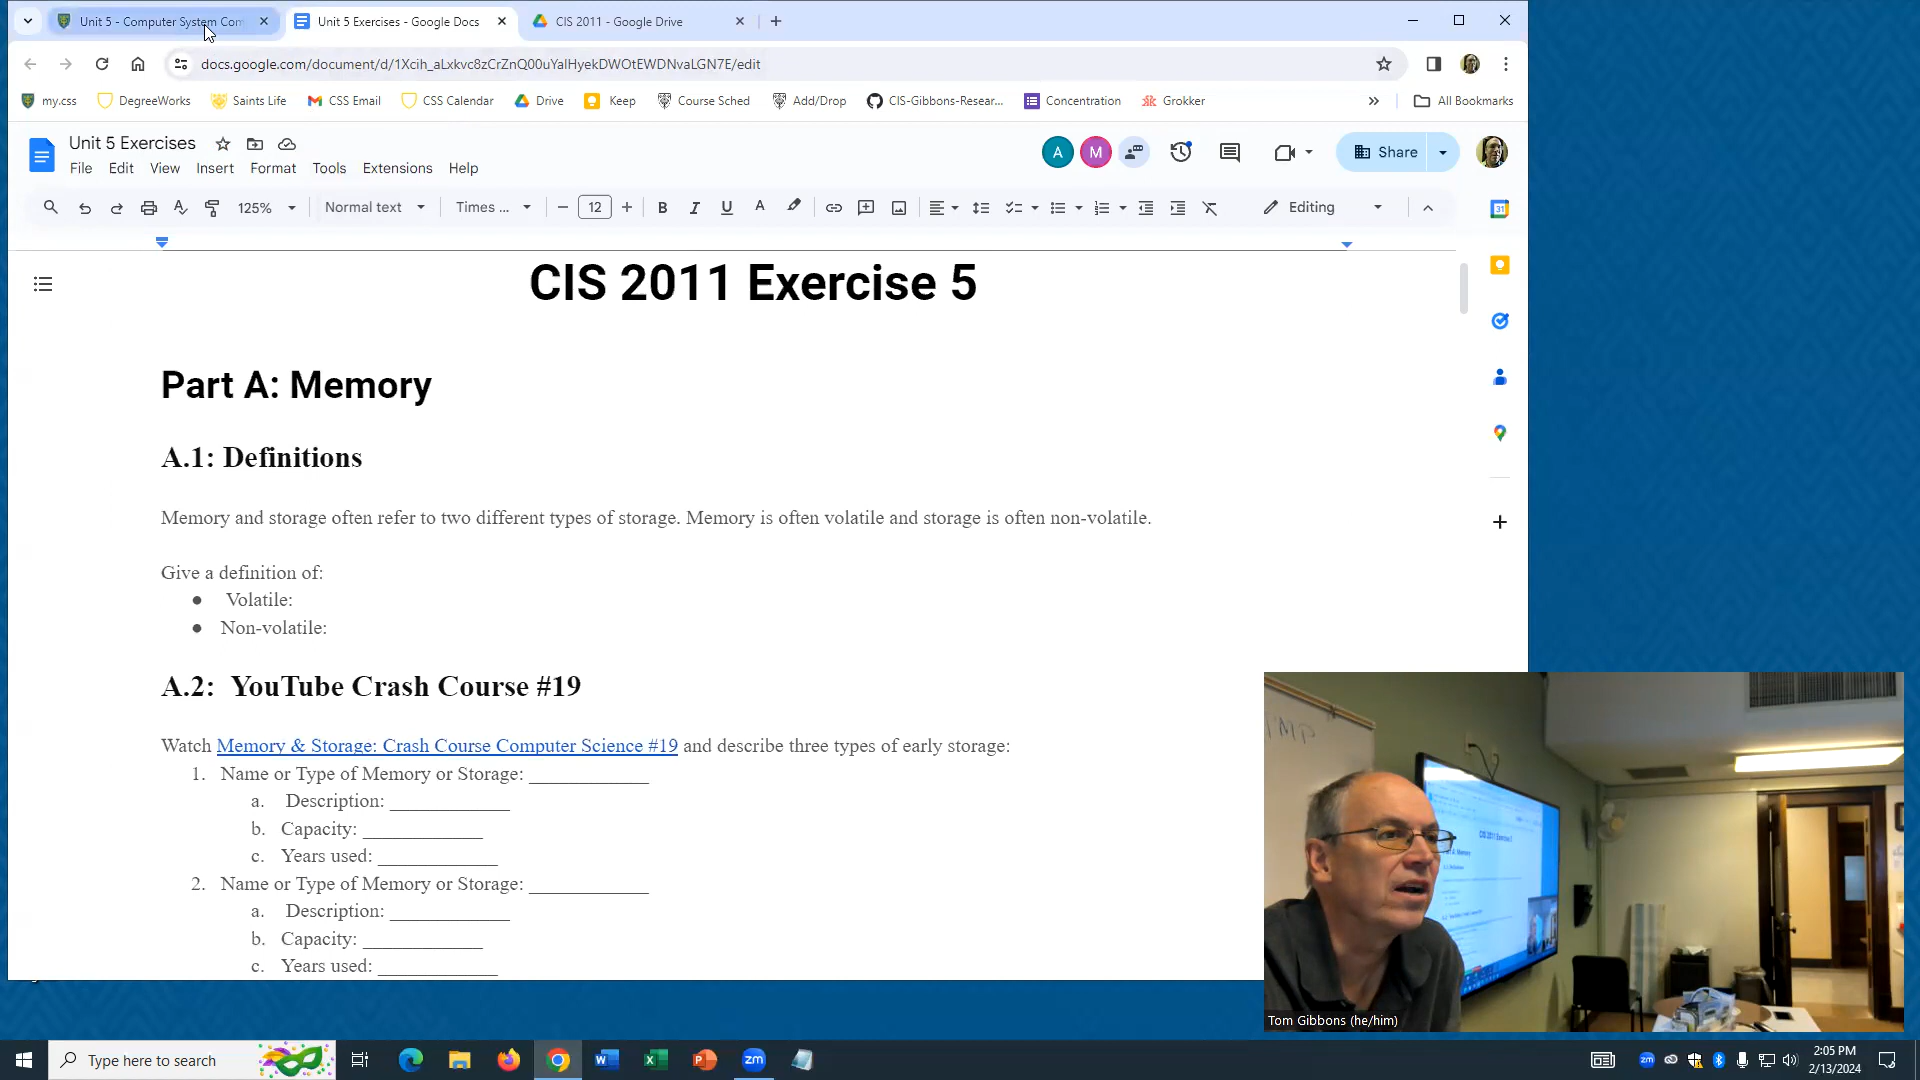 Unit 5 - Computer System Com
Unit 5 Exercises - Google Docs
CIS 2011 - Google Drive
docs.google.com/document/d/1Xcih_aLxkvc8zCrZnQ00uYalHyekDWOtEWDNvaLGN7E/edit
my.css
DegreeWorks
Saints Life
CSS Email
CSS Calendar
Drive
Keep
Course Sched
Add/Drop
CIS-Gibbons-Resear...
Concentration
Grokker
All Bookmarks
Unit 5 Exercises
A
M
Share
File Edit View Insert Format Tools Extensions Help
125% Normal text Times ... 12 B I U A Editing
31
CIS 2011 Exercise 5
Part A: Memory
A.1: Definitions
Memory and storage often refer to two different types of storage. Memory is often volatile and storage is often non-volatile.
Give a definition of:
● Volatile:
● Non-volatile:
A.2: YouTube Crash Course #19
Watch Memory & Storage: Crash Course Computer Science #19 and describe three types of early storage:
1. Name or Type of Memory or Storage: ____________
a. Description: ____________
b. Capacity: ____________
c. Years used: ____________
2. Name or Type of Memory or Storage: ____________
a. Description: ____________
b. Capacity: ____________
c. Years used: ____________
Tom Gibbons (he/him)
Type here to search
zm
zm
2:05 PM
2/13/2024